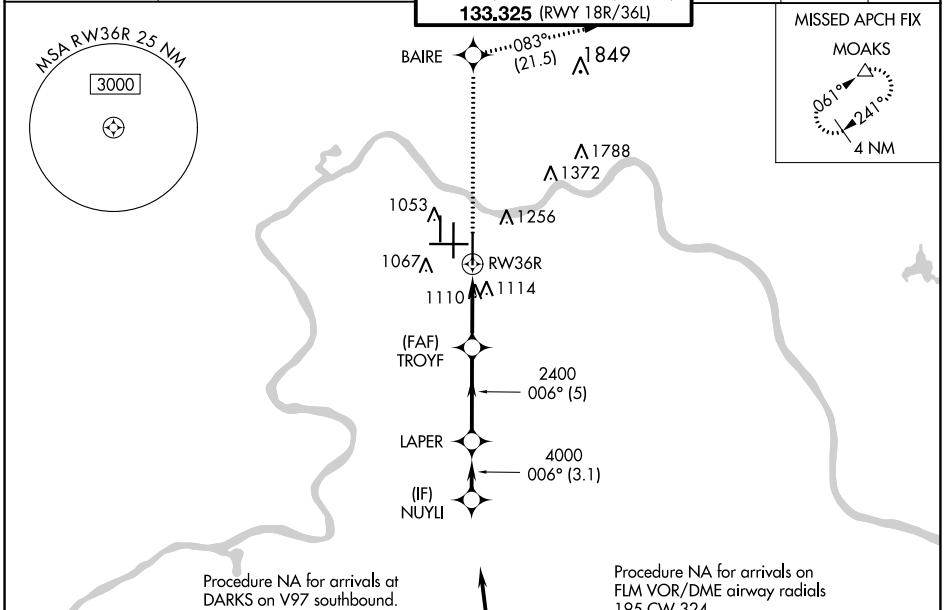 133.325 (RWY 18R/36L)
MSA RW36R 25 NM
3000
BAIRE
083°
(21.5)
1849
MISSED APCH FIX
MOAKS
061°
241°
4 NM
1788
1372
1053
1256
1067
RW36R
1110
1114
(FAF)
TROYF
2400
006° (5)
LAPER
4000
006° (3.1)
(IF)
NUYLI
Procedure NA for arrivals at
DARKS on V97 southbound.
Procedure NA for arrivals on
FLM VOR/DME airway radials
195 CW 324